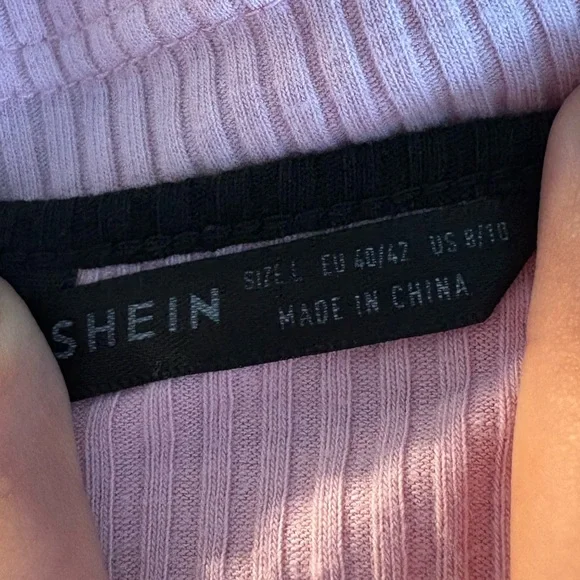 SHEIN
SIZE L EU 40/42 US 8/10
MADE IN CHINA